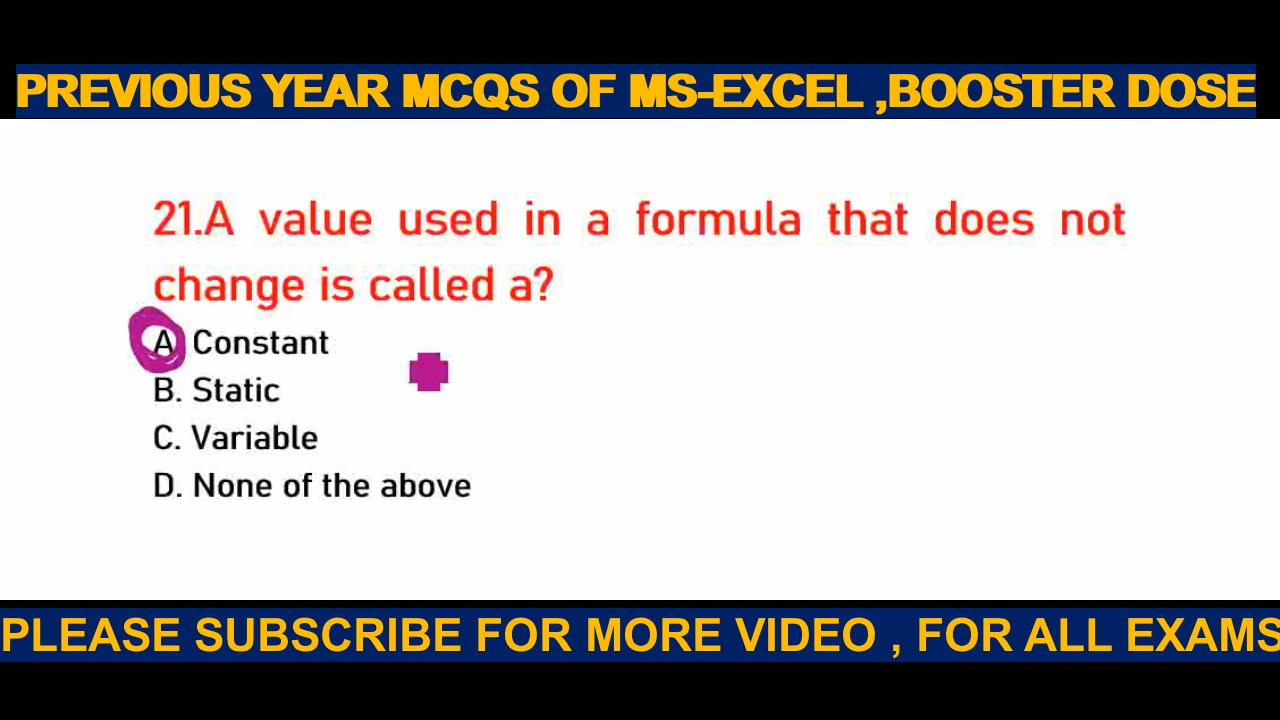 PREVIOUS YEAR MCQS OF MS-EXCEL ,BOOSTER DOSE
21.A value used in a formula that does not
change is called a?
A. Constant
B. Static
C. Variable
D. None of the above
PLEASE SUBSCRIBE FOR MORE VIDEO , FOR ALL EXAMS